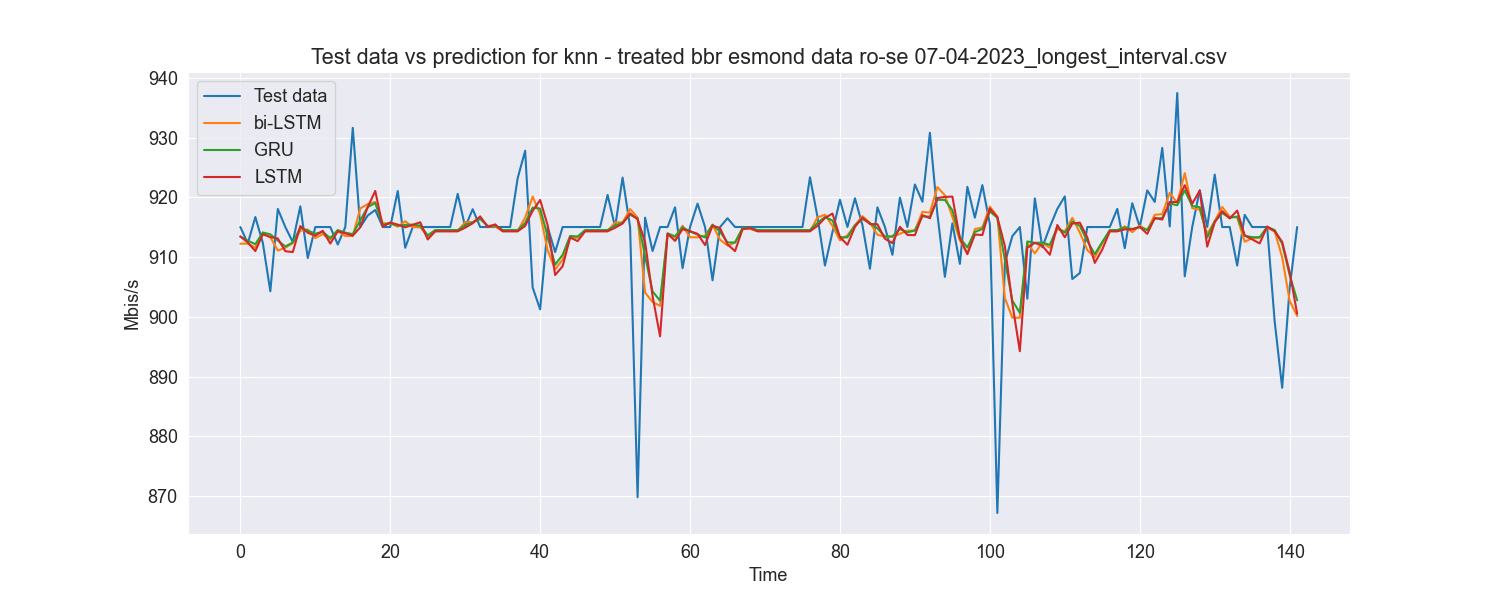 Test data vs prediction for knn - treated bbr esmond data ro-se 07-04-2023_longest_interval.csv
Test data
bi-LSTM
GRU
LSTM
Mbis/s
940
930
920
910
900
890
880
870
0 20 40 60 80 100 120 140
Time